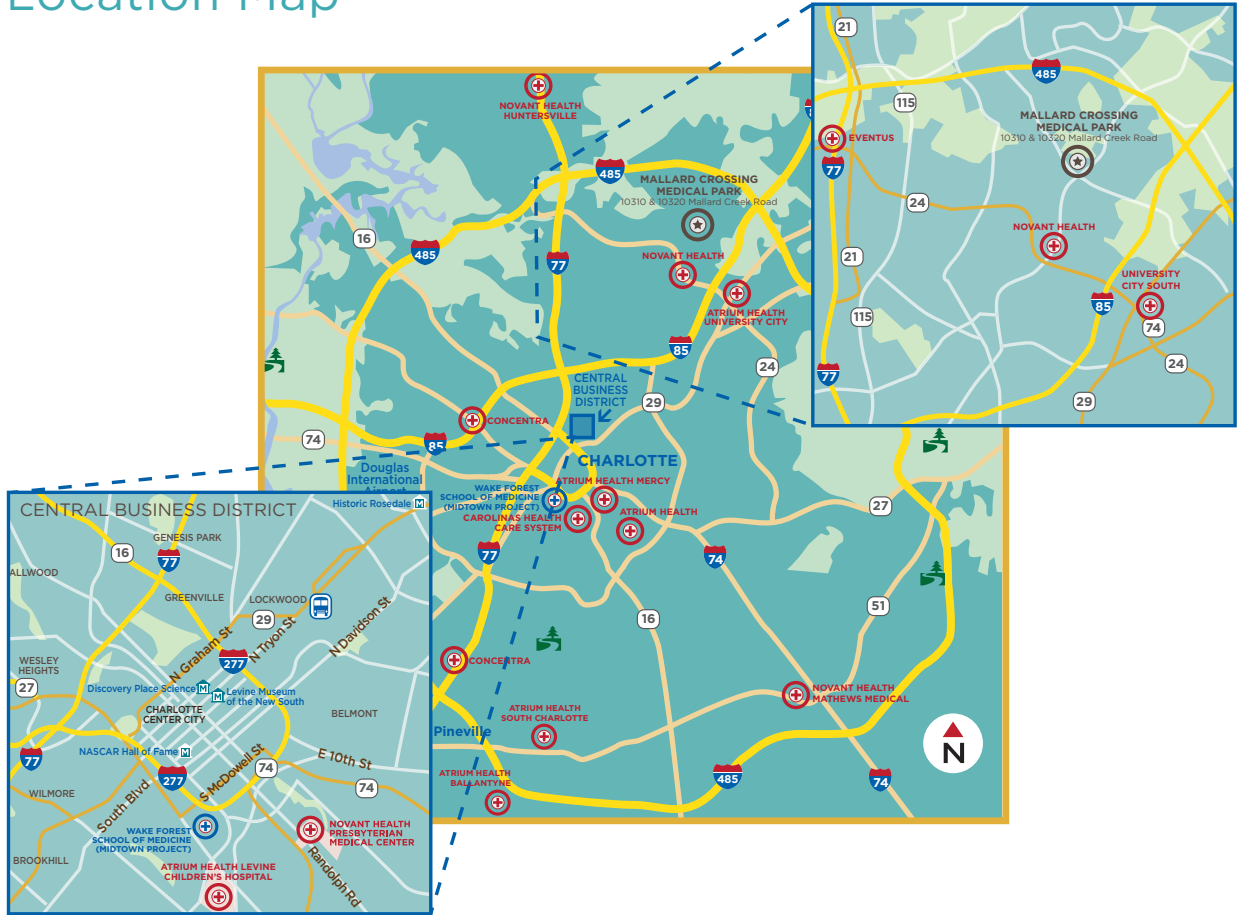 Location Map
NOVANT HEALTH
HUNTERSVILLE
485
MALLARD CROSSING
MEDICAL PARK
10310 & 10320 Mallard Creek Road
16
485
77
NOVANT HEALTH
ATRIUM HEALTH
UNIVERSITY CITY
85
24
CENTRAL
BUSINESS
DISTRICT
29
CONCENTRA
74
85
CHARLOTTE
Douglas
International
Airport
ATRIUM HEALTH MERCY
WAKE FOREST
SCHOOL OF MEDICINE
(MIDTOWN PROJECT)
CAROLINAS HEALTH
CARE SYSTEM
ATRIUM HEALTH
27
77
74
51
16
CONCENTRA
NOVANT HEALTH
MATHEWS MEDICAL
ATRIUM HEALTH
SOUTH CHARLOTTE
Pineville
N
ATRIUM HEALTH
BALLANTYNE
485
74
21
485
115
MALLARD CROSSING
MEDICAL PARK
10310 & 10320 Mallard Creek Road
EVENTUS
77
24
NOVANT HEALTH
21
UNIVERSITY
CITY SOUTH
85
115
74
24
77
29
CENTRAL BUSINESS DISTRICT
Historic Rosedale M
GENESIS PARK
16
77
ALLWOOD
GREENVILLE
LOCKWOOD
29
N Graham St
N Tryon St
N Davidson St
277
WESLEY
HEIGHTS
27
Discovery Place Science M
M Levine Museum
of the New South
CHARLOTTE
CENTER CITY
BELMONT
NASCAR Hall of Fame M
77
277
S McDowell St
E 10th St
74
74
WILMORE
South Blvd
WAKE FOREST
SCHOOL OF MEDICINE
(MIDTOWN PROJECT)
NOVANT HEALTH
PRESBYTERIAN
MEDICAL CENTER
BROOKHILL
ATRIUM HEALTH LEVINE
CHILDREN'S HOSPITAL
Randolph Rd